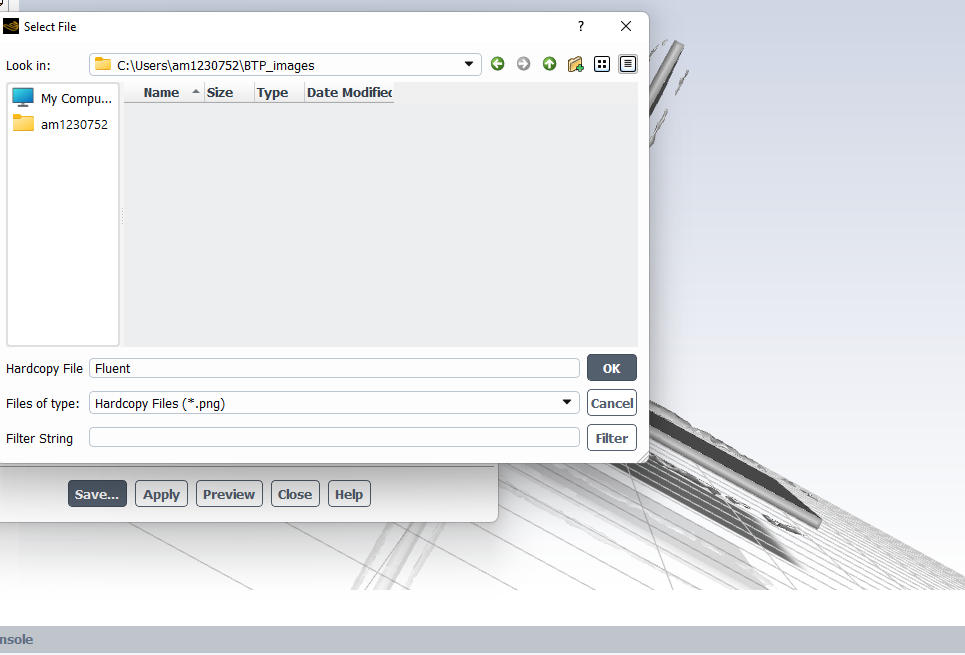 Select File
?
Look in:
C:\Users\am1230752\BTP_images
My Compu...
am1230752
Name
Size
Type
Date Modified
Hardcopy File
Fluent
OK
Files of type:
Hardcopy Files (*.png)
Cancel
Filter String
Filter
Save...
Apply
Preview
Close
Help
nsole